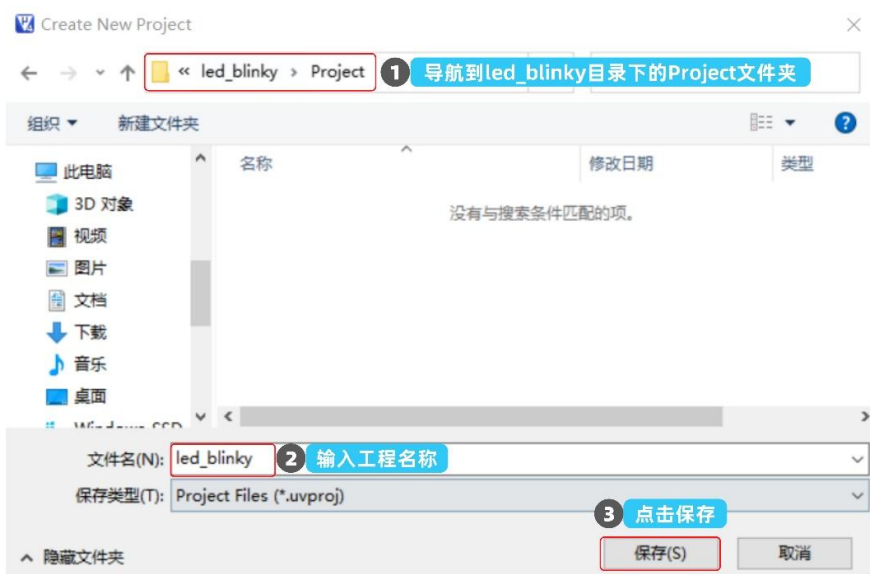 Create New Project
« led_blinky › Project
1 导航到led_blinky目录下的Project文件夹
组织 新建文件夹
?
名称 修改日期 类型
此电脑
没有与搜索条件匹配的项。
3D 对象
视频
图片
文档
下载
音乐
桌面
Windows SSD
文件名(N): led_blinky 2 输入工程名称
保存类型(T): Project Files (*.uvproj)
3 点击保存
隐藏文件夹 保存(S) 取消